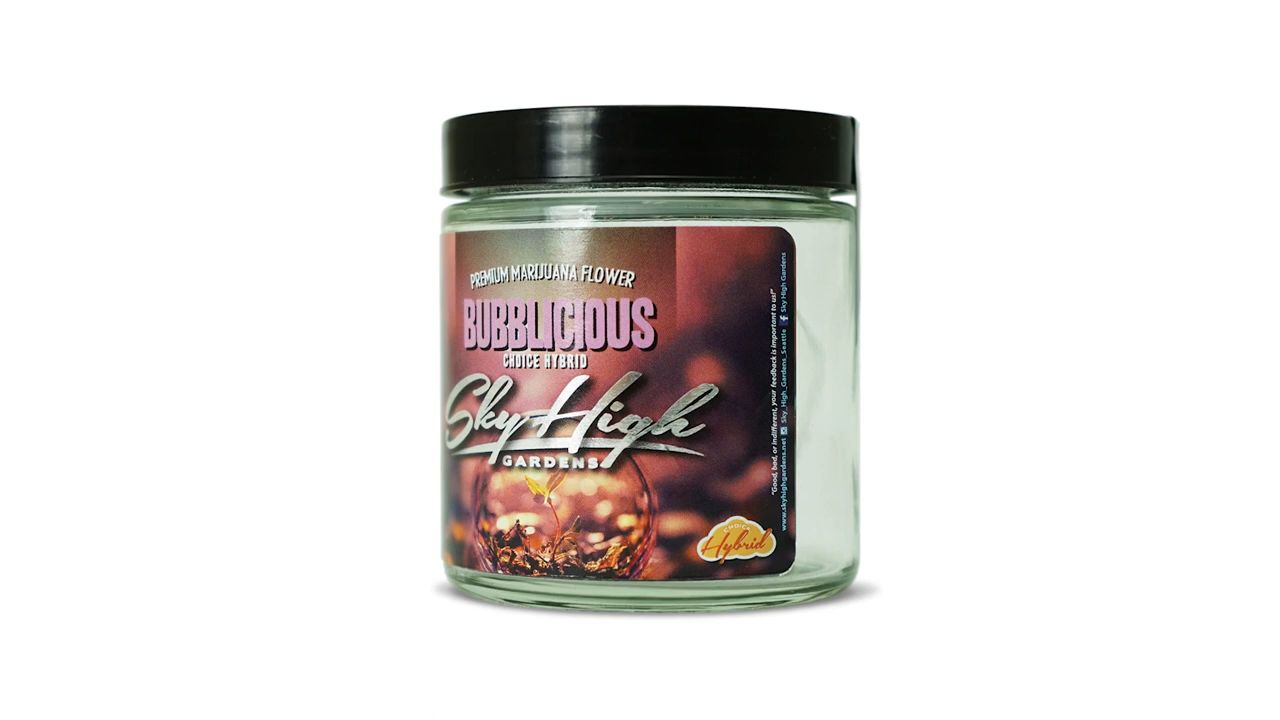 PREMIUM MARIJUANA FLOWER
BUBBLICIOUS
CHOICE HYBRID
Sky High
GARDENS
CHOICE
Hybrid
"Good, bad, or indifferent, your feedback is important to us!"
www.skyhighgardens.net Sky_High_Gardens_Seattle Sky High Gardens